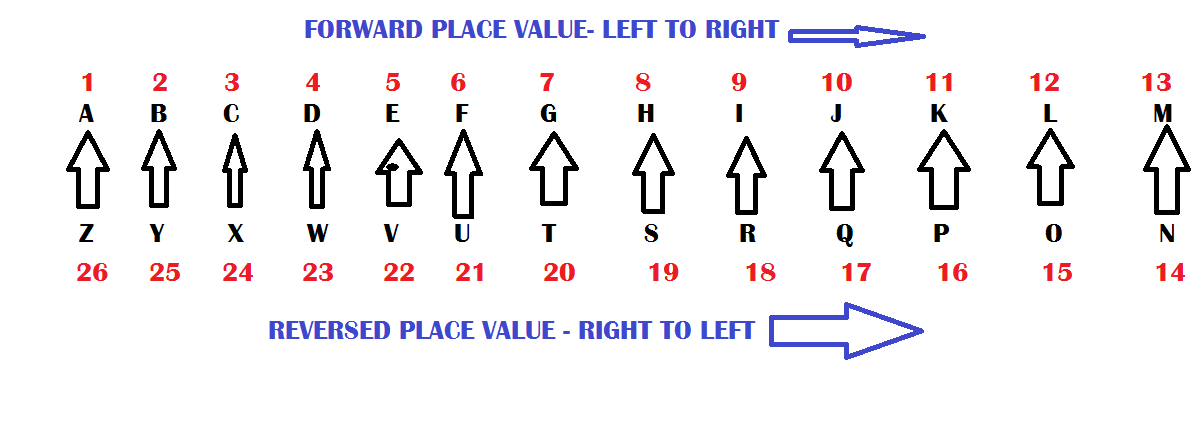 FORWARD PLACE VALUE- LEFT TO RIGHT
1 2 3 4 5 6 7 8 9 10 11 12 13
A B C D E F G H I J K L M
Z Y X W V U T S R Q P O N
26 25 24 23 22 21 20 19 18 17 16 15 14
REVERSED PLACE VALUE - RIGHT TO LEFT